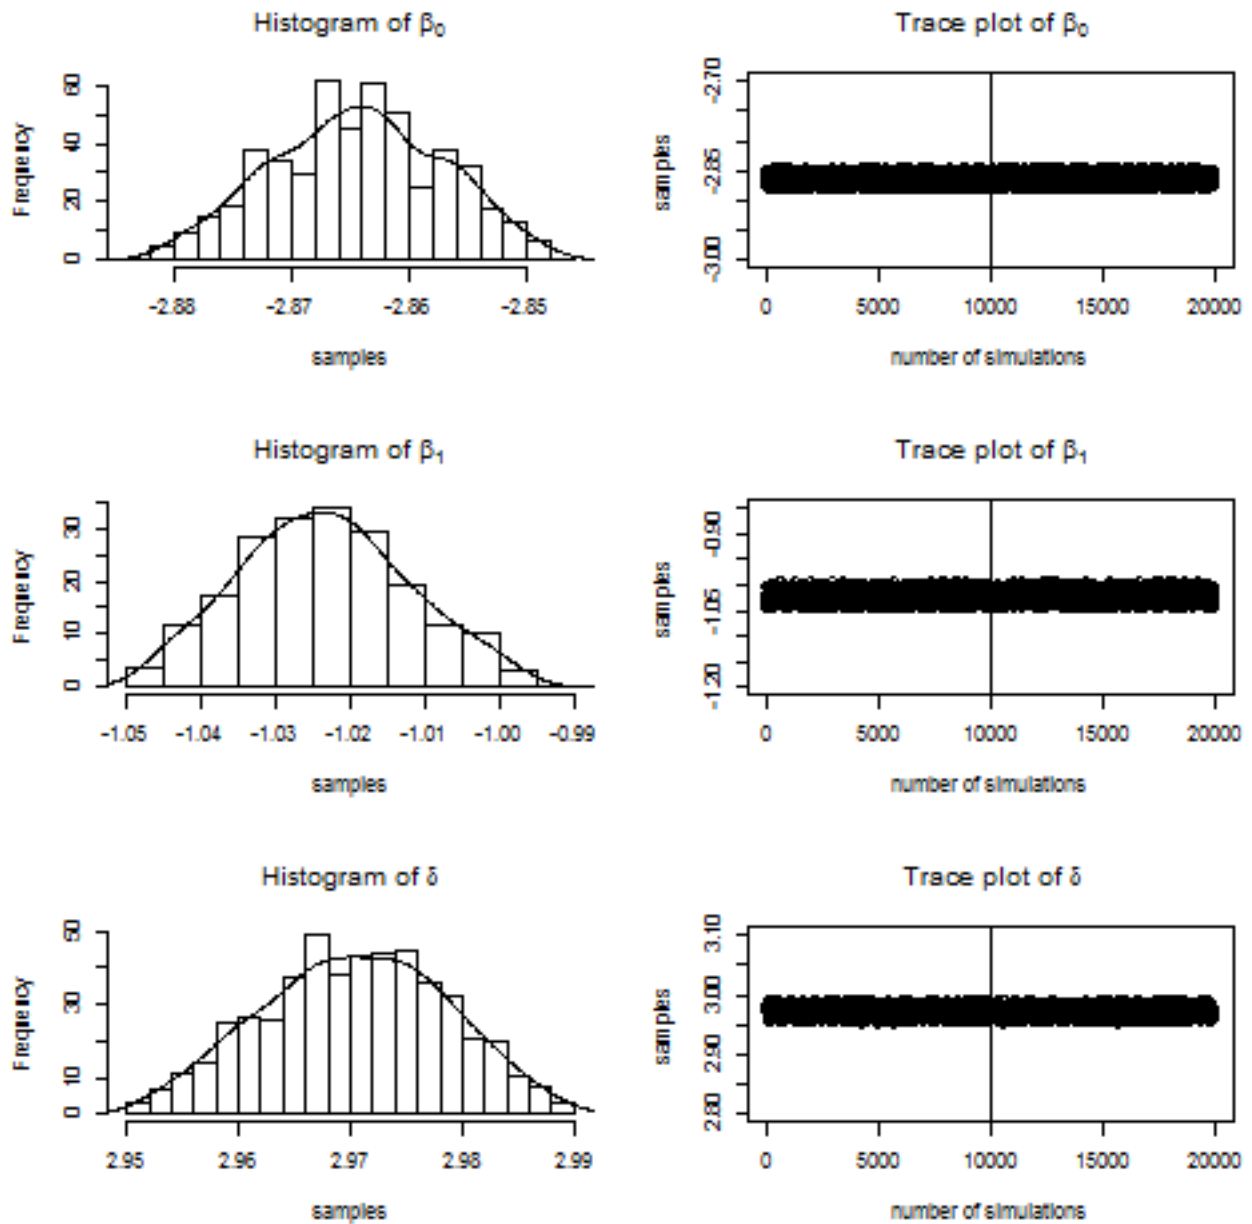 Histogram of β₀
Frequency
0 20 40 60
-2.88 -2.87 -2.86 -2.85
samples
Trace plot of β₀
samples
-3.00 -2.85 -2.70
0 5000 10000 15000 20000
number of simulations
Histogram of β₁
Frequency
0 10 20 30
-1.05 -1.04 -1.03 -1.02 -1.01 -1.00 -0.99
samples
Trace plot of β₁
samples
-1.20 -1.05 -0.90
0 5000 10000 15000 20000
number of simulations
Histogram of δ
Frequency
0 10 30 50
2.95 2.96 2.97 2.98 2.99
samples
Trace plot of δ
samples
2.80 2.90 3.00 3.10
0 5000 10000 15000 20000
number of simulations